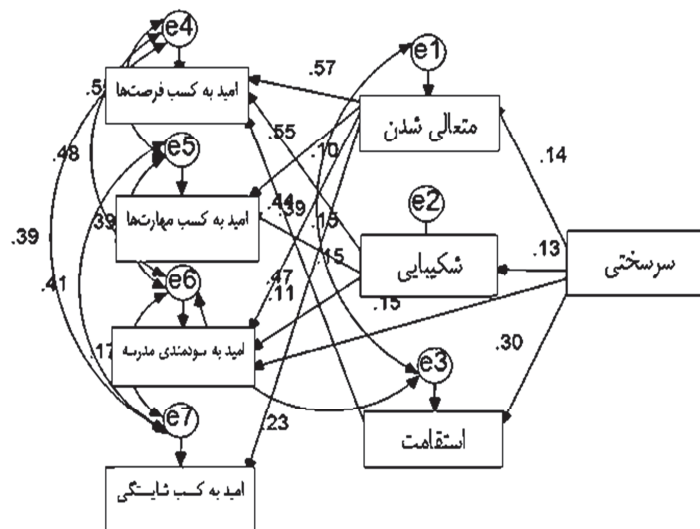 e4
امید به کسب فرصت‌ها
e1
.57
متعالی شدن
.55
e5
.48
.10
.14
e2
امید به کسب مهارت‌ها
.44
.39
.15
.39
شکیبایی
.13
سرسختی
.39
.15
.41
e6
.47
.11
.15
امید به سودمندی مدرسه
.17
e3
.30
استقامت
e7
.23
امید به کسب شایستگی